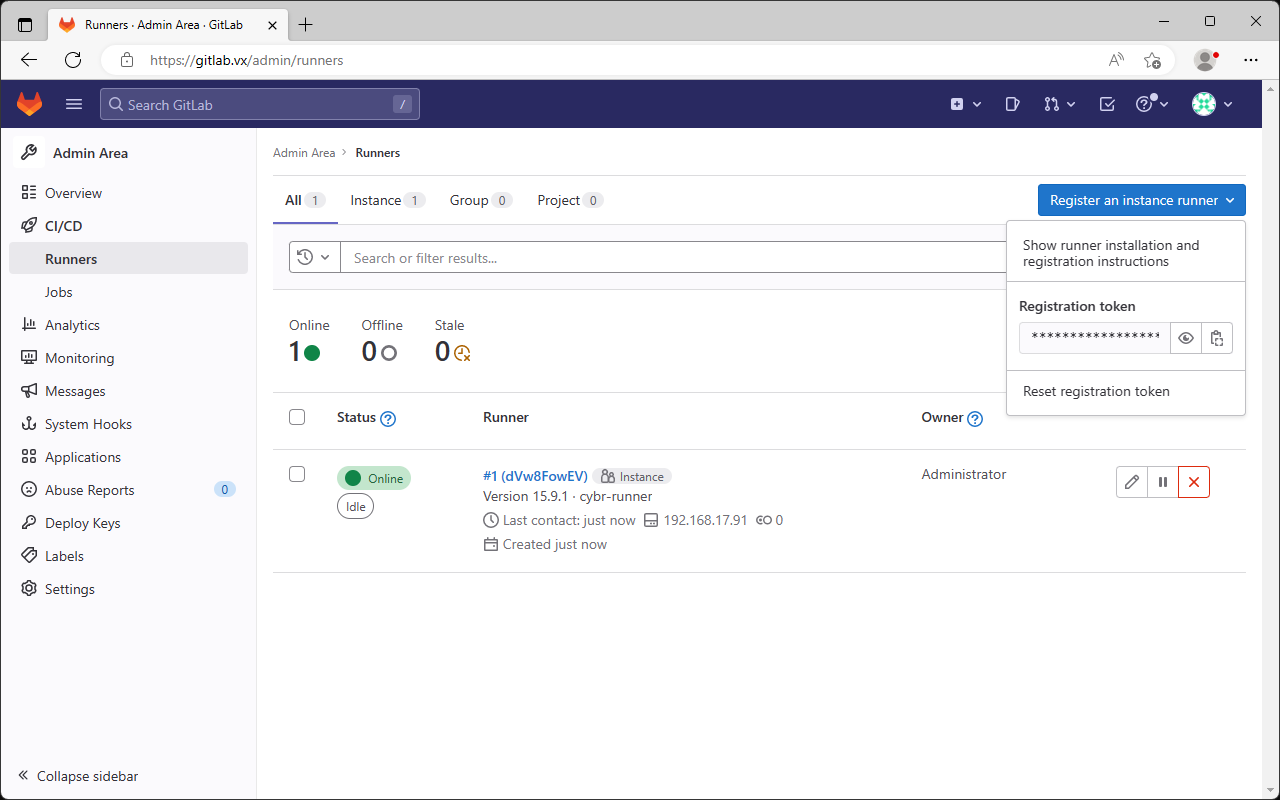 Runners · Admin Area · GitLab
https://gitlab.vx/admin/runners
Search GitLab /
Admin Area
Overview
CI/CD
Runners
Jobs
Analytics
Monitoring
Messages
System Hooks
Applications
Abuse Reports 0
Deploy Keys
Labels
Settings
Collapse sidebar
Admin Area › Runners
All 1 Instance 1 Group 0 Project 0
Register an instance runner
Show runner installation and
registration instructions
Registration token
*****************
Reset registration token
Search or filter results...
Online Offline Stale
1 0 0
Status Runner Owner
Online #1 (dVw8FowEV) Instance Administrator
Idle Version 15.9.1 · cybr-runner
Last contact: just now 192.168.17.91 0
Created just now